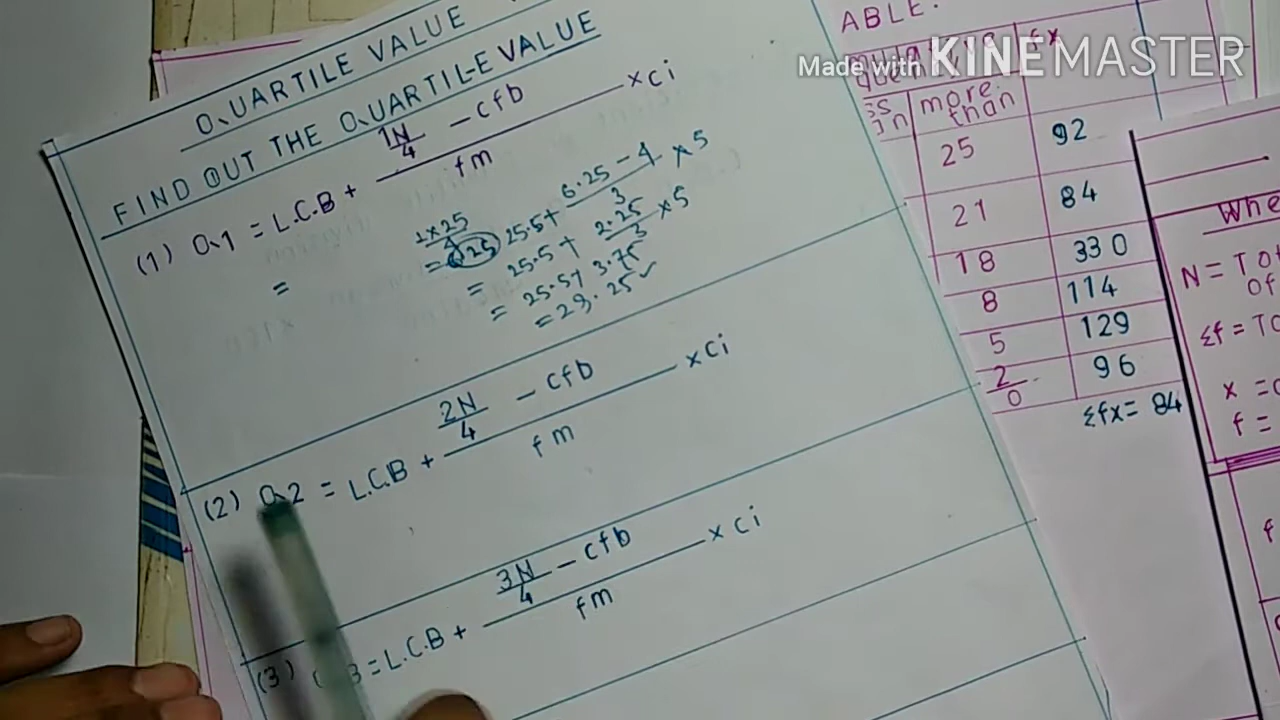 QUARTILE VALUE
FIND OUT THE QUARTILE VALUE
(1) Q1 = L.C.B + 1N/4 - cfb / fm × ci
=
1×25/4
= 6.25
25.5 + 6.25 - 4 / 3 × 5
= 25.5 + 2.25 / 3 × 5
= 25.5 + 3.75
= 29.25 ✓
(2) Q2 = L.C.B + 2N/4 - cfb / fm × ci
(3) Q3 = L.C.B + 3N/4 - cfb / fm × ci
ABLE.
Made with KINEMASTER
fx
more than
25 92
21 84
18 330
8 114
5 129
2 96
0
Σfx = 84
Whe
N = TOT
OF
Σf = TO
x =
f =
f